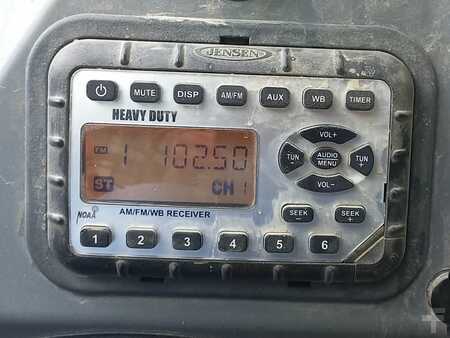 JENSEN
MUTE DISP AM/FM AUX WB TIMER
HEAVY DUTY
FM 1 102.50
ST CH 1
VOL+
TUN - AUDIO MENU TUN +
VOL-
NOAA
AM/FM/WB RECEIVER
SEEK - SEEK +
1 2 3 4 5 6